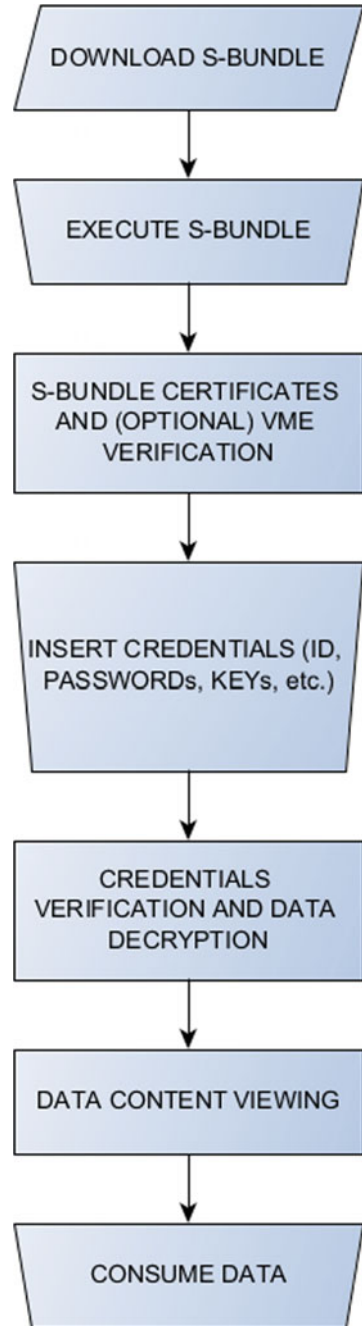 DOWNLOAD S-BUNDLE
EXECUTE S-BUNDLE
S-BUNDLE CERTIFICATES
AND (OPTIONAL) VME
VERIFICATION
INSERT CREDENTIALS (ID,
PASSWORDs, KEYs, etc.)
CREDENTIALS
VERIFICATION AND DATA
DECRYPTION
DATA CONTENT VIEWING
CONSUME DATA